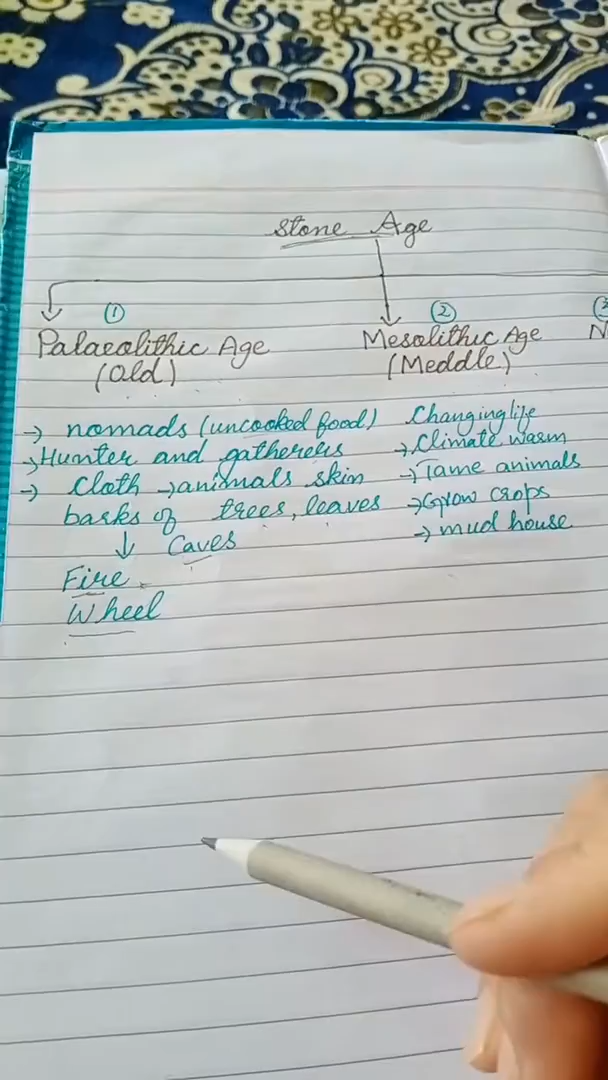 Stone Age
①
Palaeolithic Age
(Old)
→ nomads (uncooked food)
→ Hunter and gatherers
→ Cloth → animals skin
barks of trees, leaves
↓ Caves
Fire
Wheel
②
Mesolithic Age
(Meddle)
Changing life
→ Climate warm
→ Tame animals
→ Grow crops
→ mud house